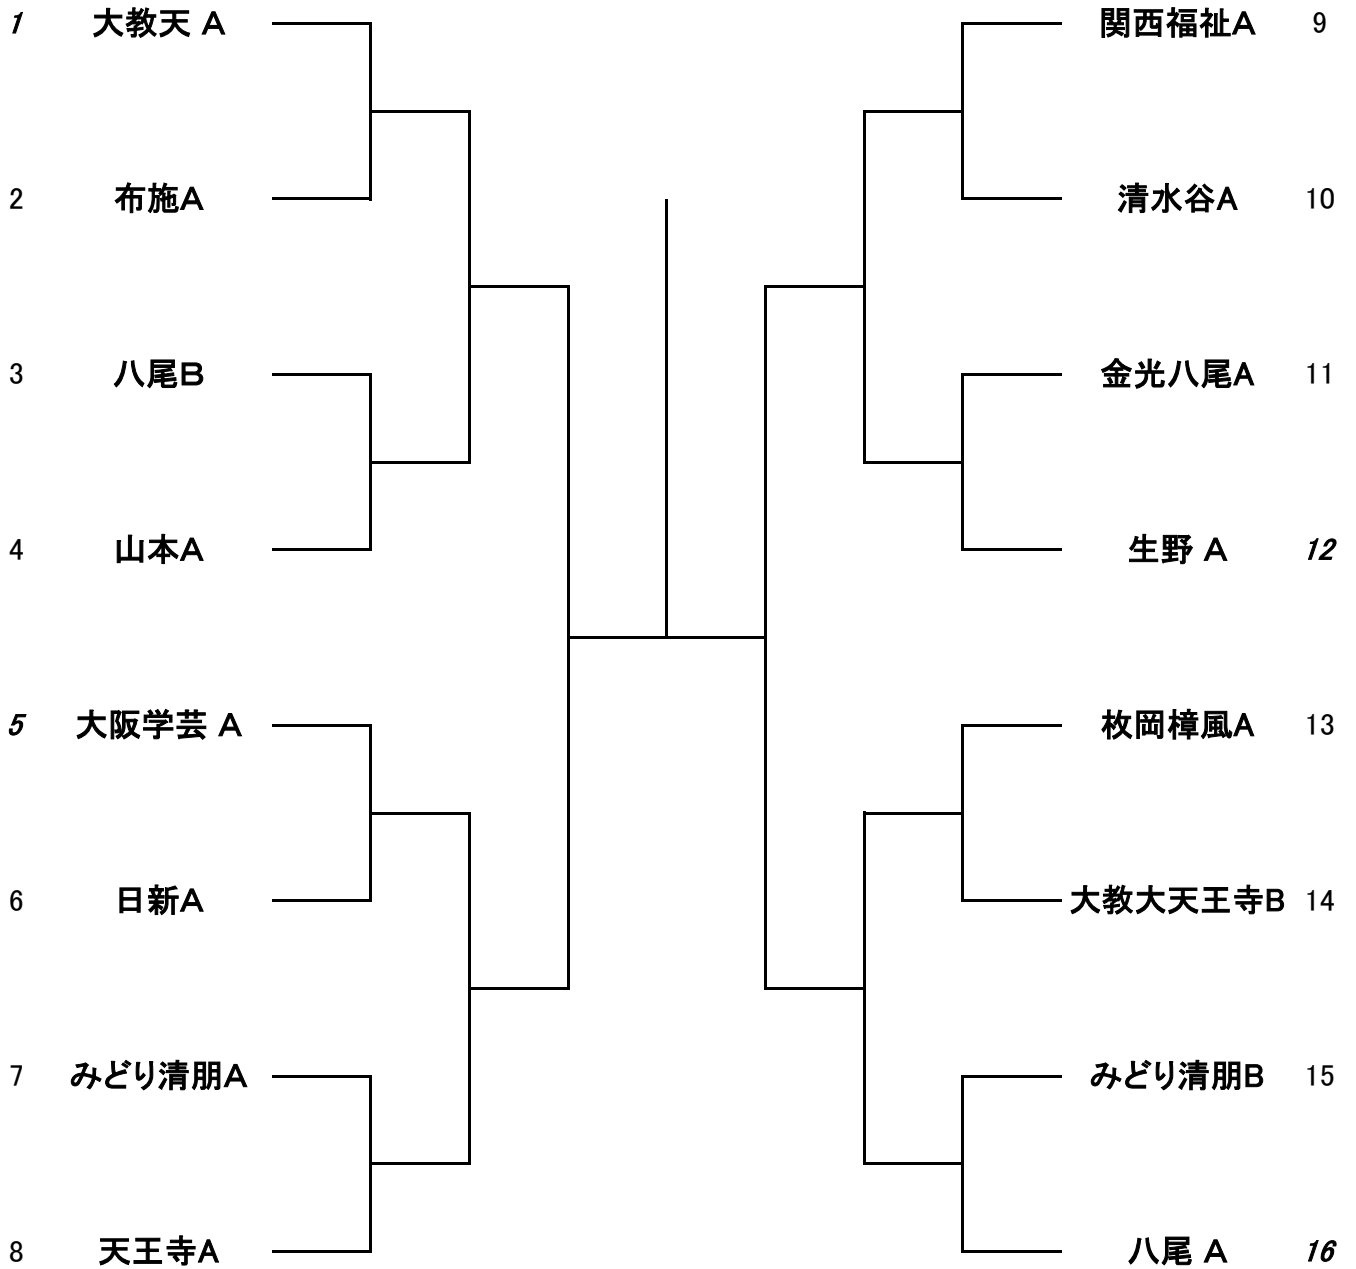 1 大教天 A
2 布施A
3 八尾B
4 山本A
5 大阪学芸 A
6 日新A
7 みどり清朋A
8 天王寺A
関西福祉A 9
清水谷A 10
金光八尾A 11
生野 A 12
枚岡樟風A 13
大教大天王寺B 14
みどり清朋B 15
八尾 A 16